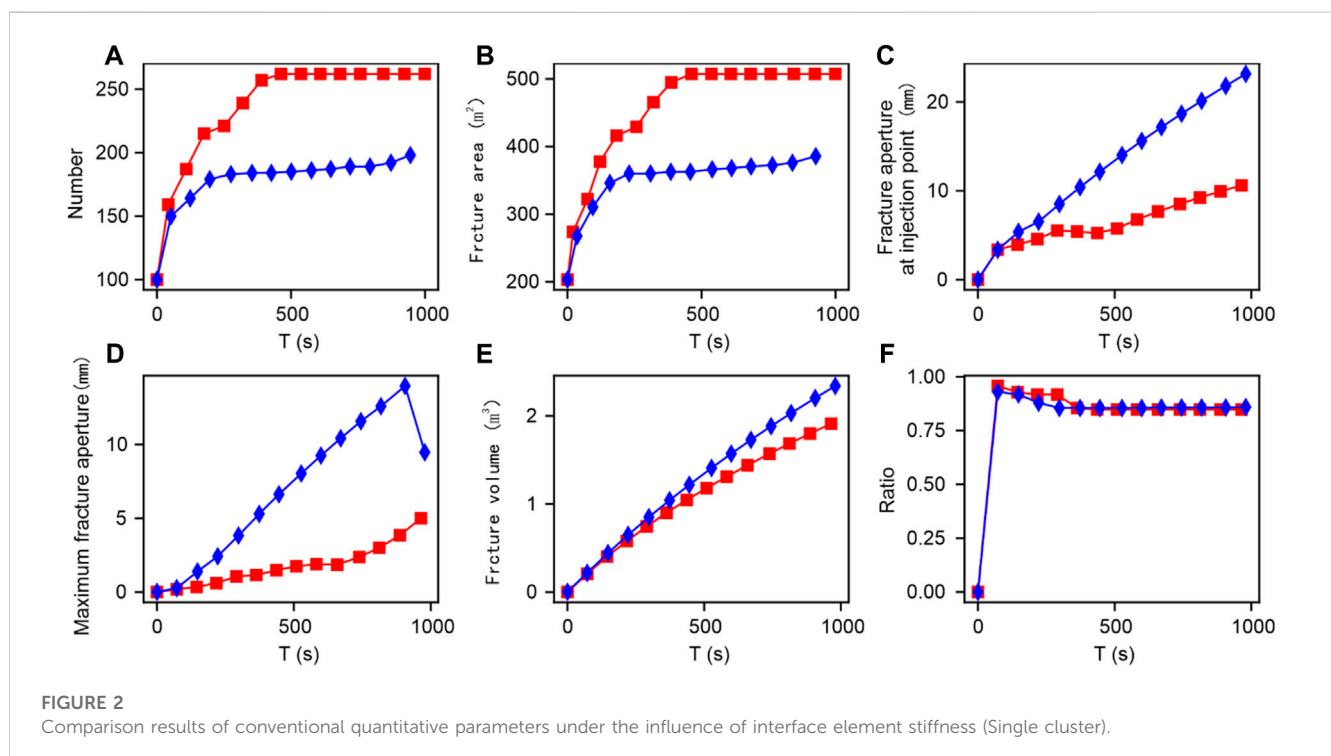 A
Number
250
200
150
100
0
500
1000
T (s)
B
Frcture area (m²)
500
400
300
200
0
500
1000
T (s)
C
Fracture aperture
at injection point (mm)
20
10
0
0
500
1000
T (s)
D
Maximum fracture aperture(mm)
10
5
0
0
500
1000
T (s)
E
Frcture volume (m³)
2
1
0
0
500
1000
T (s)
F
Ratio
1.00
0.75
0.50
0.25
0.00
0
500
1000
T (s)
FIGURE 2
Comparison results of conventional quantitative parameters under the influence of interface element stiffness (Single cluster).